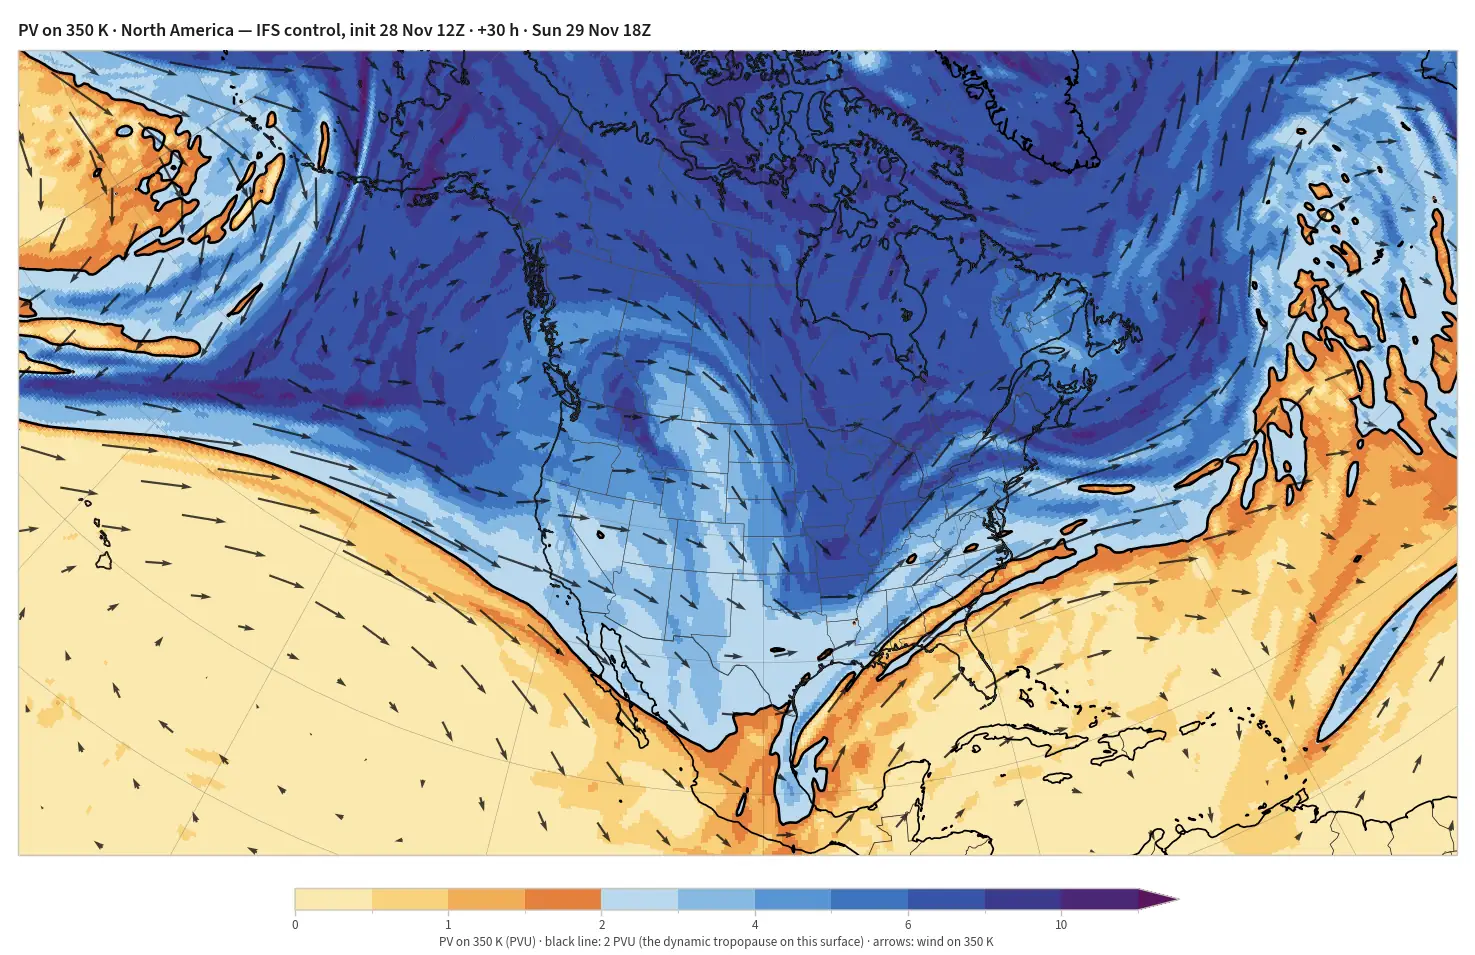 PV on 350 K · North America — IFS control, init 28 Nov 12Z · +30 h · Sun 29 Nov 18Z
0 1 2 4 6 10
PV on 350 K (PVU) · black line: 2 PVU (the dynamic tropopause on this surface) · arrows: wind on 350 K